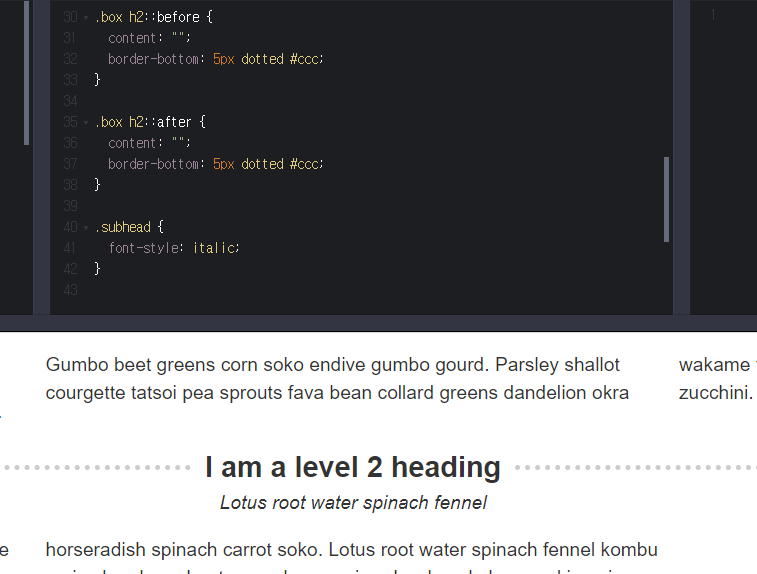 30 .box h2::before {
31 content: "";
32 border-bottom: 5px dotted #ccc;
33 }
34
35 .box h2::after {
36 content: "";
37 border-bottom: 5px dotted #ccc;
38 }
39
40 .subhead {
41 font-style: italic;
42 }
43
1
Gumbo beet greens corn soko endive gumbo gourd. Parsley shallot
courgette tatsoi pea sprouts fava bean collard greens dandelion okra
wakame
zucchini.
I am a level 2 heading
Lotus root water spinach fennel
horseradish spinach carrot soko. Lotus root water spinach fennel kombu